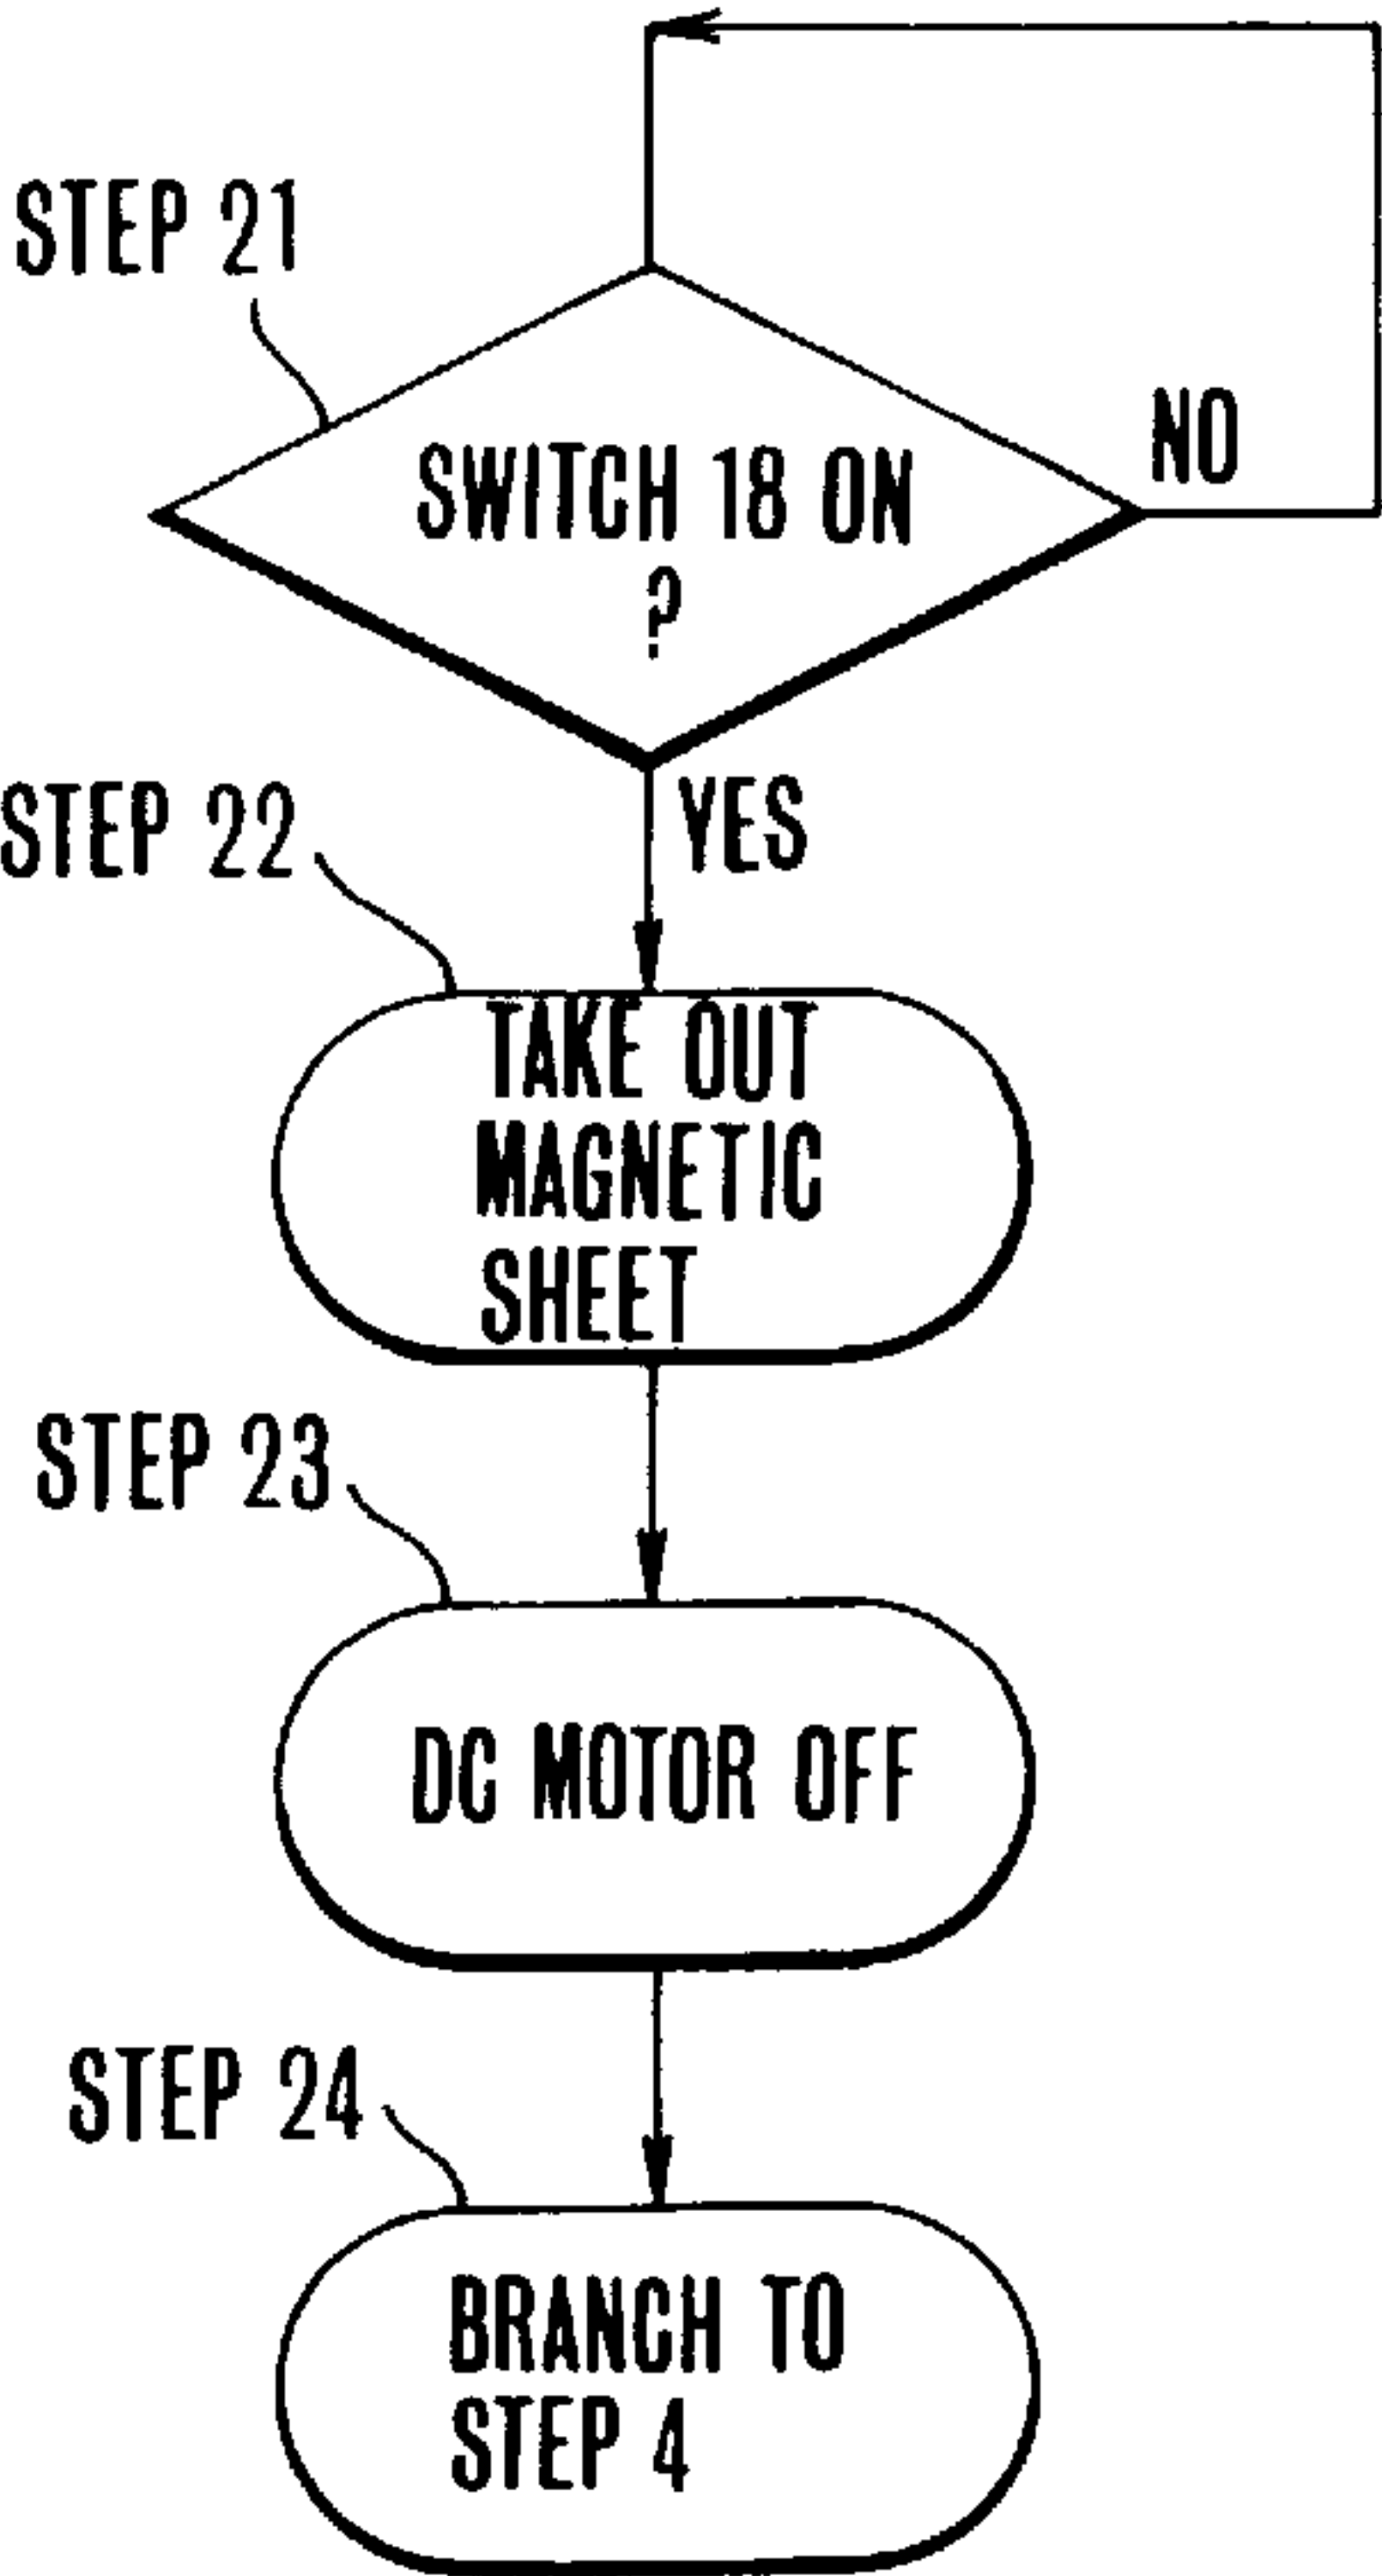 STEP 21
SWITCH 18 ON
?
NO
YES
STEP 22
TAKE OUT
MAGNETIC
SHEET
STEP 23
DC MOTOR OFF
STEP 24
BRANCH TO
STEP 4